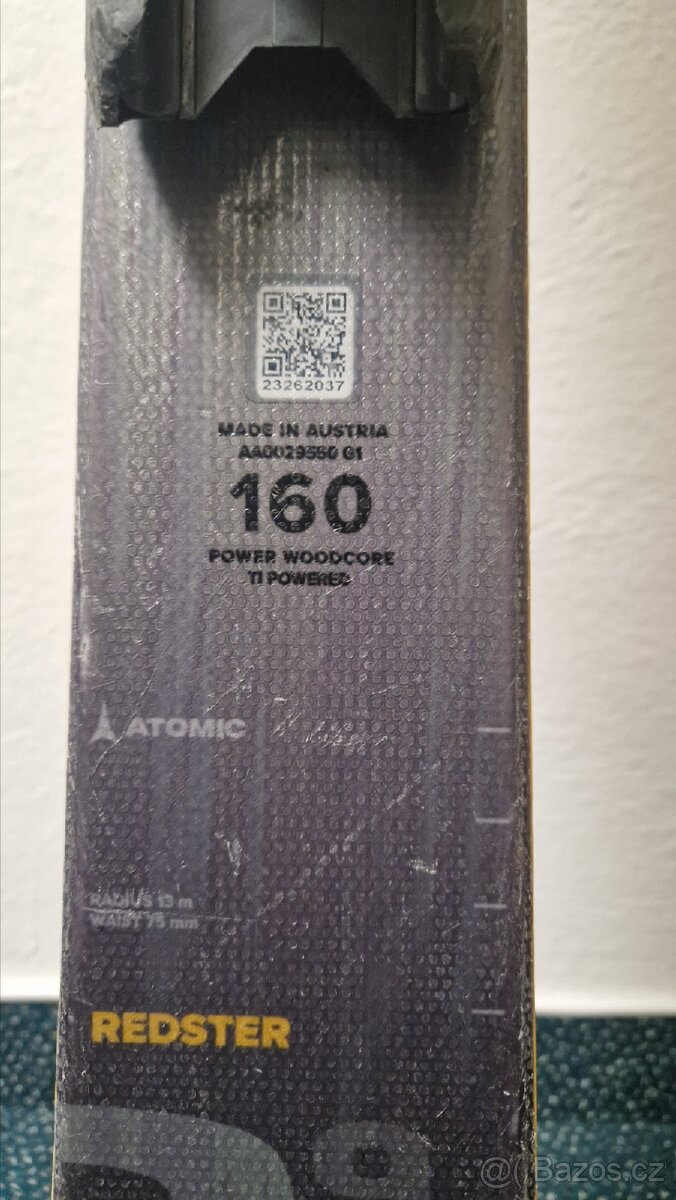 23262037
MADE IN AUSTRIA
AA0029550 01
160
POWER WOODCORE
TI POWERED
ATOMIC
RADIUS 13 m
WAIST 75 mm
REDSTER
@( Bazos.cz